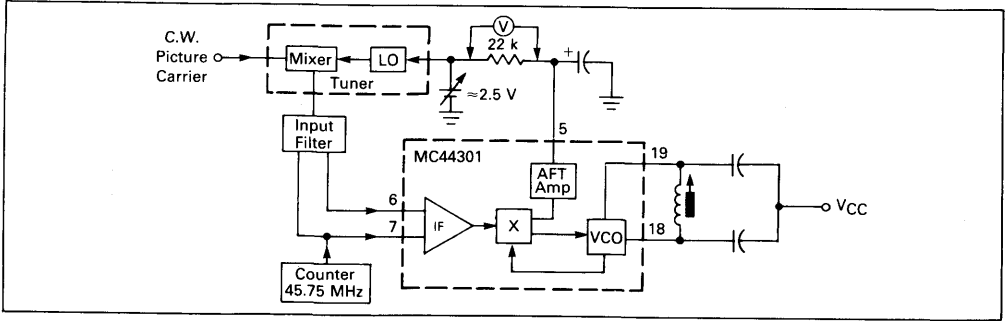 C.W.
Picture
Carrier
Mixer
LO
Tuner
V
22 k
+
≈2.5 V
Input
Filter
5
MC44301
AFT
Amp
19
6
7
IF
X
VCO
18
VCC
Counter
45.75 MHz